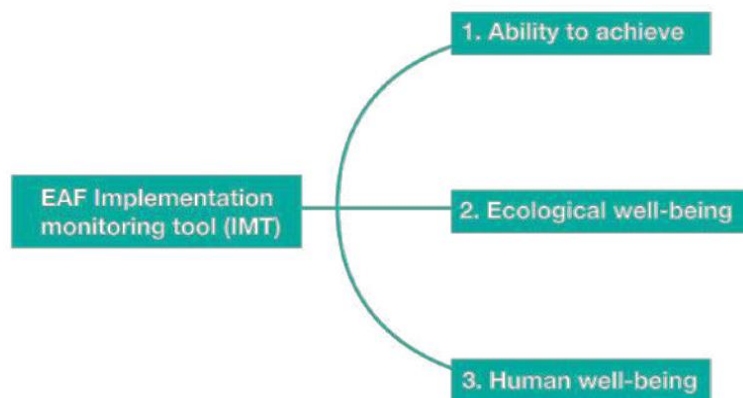 1. Ability to achieve
EAF Implementation
monitoring tool (IMT)
2. Ecological well-being
3. Human well-being